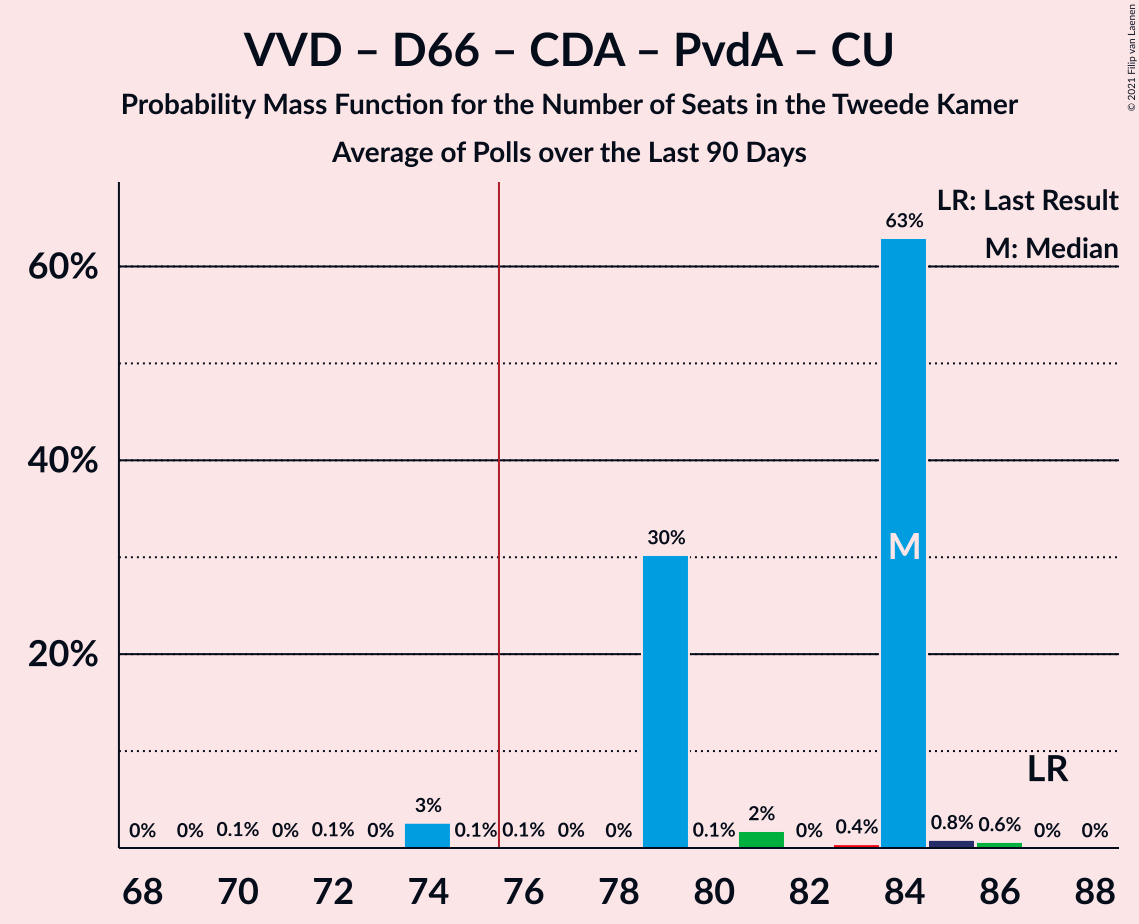 VVD – D66 – CDA – PvdA – CU
Probability Mass Function for the Number of Seats in the Tweede Kamer
Average of Polls over the Last 90 Days
© 2021 Filip van Laenen
LR: Last Result
M: Median
60%
40%
20%
0% 0% 0.1% 0% 0.1% 0% 3% 0.1% 0.1% 0% 0% 30% 0.1% 2% 0% 0.4% 63% 0.8% 0.6% 0% 0%
M
LR
68 70 72 74 76 78 80 82 84 86 88